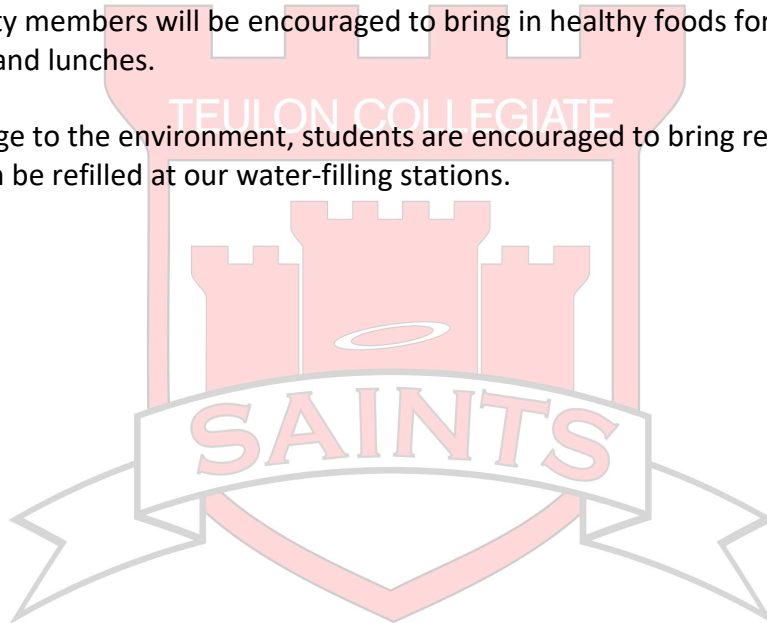 ty members will be encouraged to bring in healthy foods for
and lunches.
TEULON COLLEGIATE
ge to the environment, students are encouraged to bring re
be refilled at our water-filling stations.
SAINTS